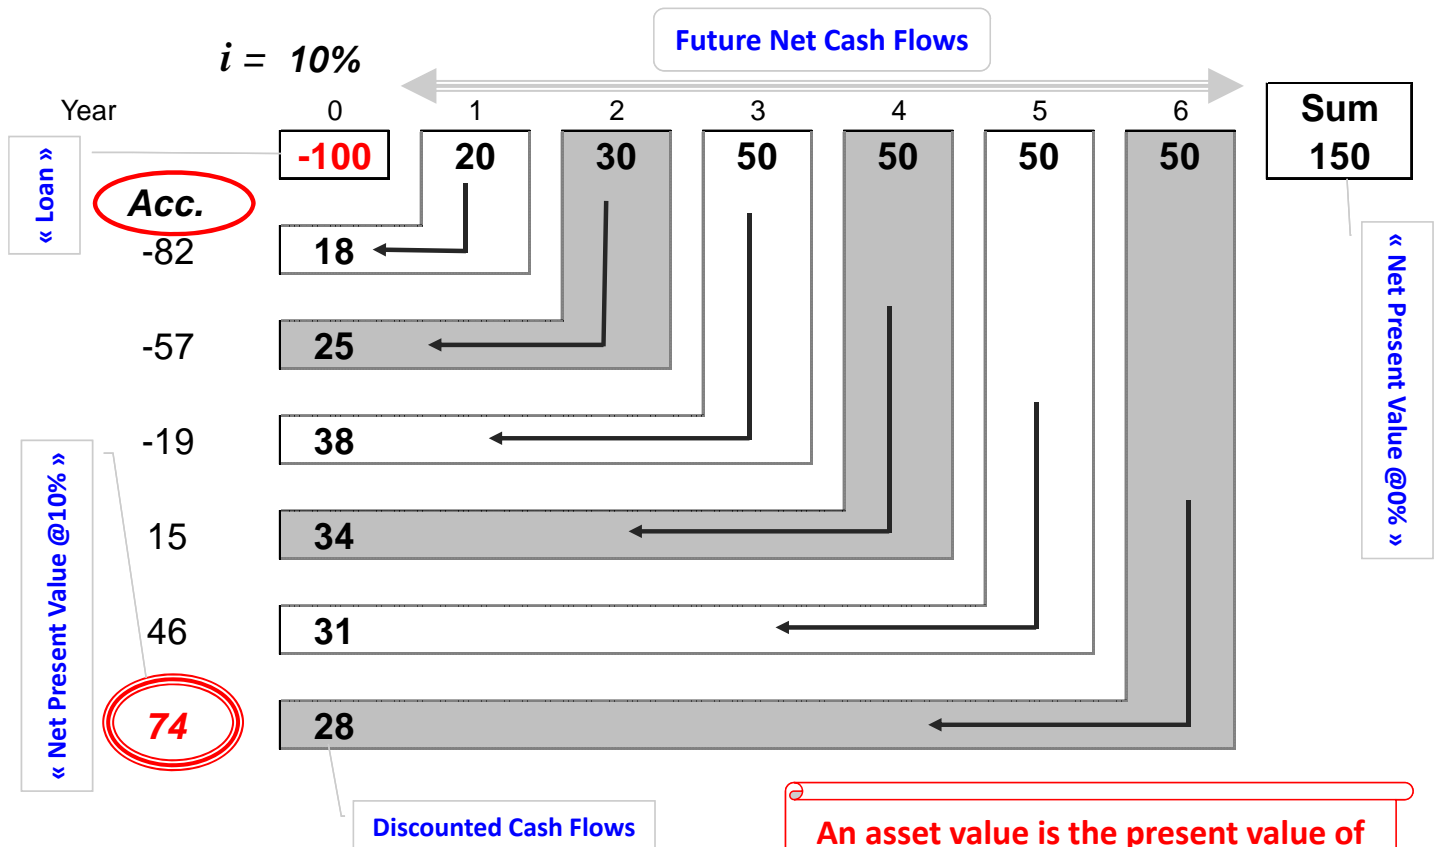 Future Net Cash Flows
i = 10%
Year 0 1 2 3 4 5 6 Sum
-100 20 30 50 50 50 50 150
« Loan »
Acc.
-82 18
-57 25
-19 38
15 34
46 31
74 28
« Net Present Value @10% »
« Net Present Value @0% »
Discounted Cash Flows
An asset value is the present value of